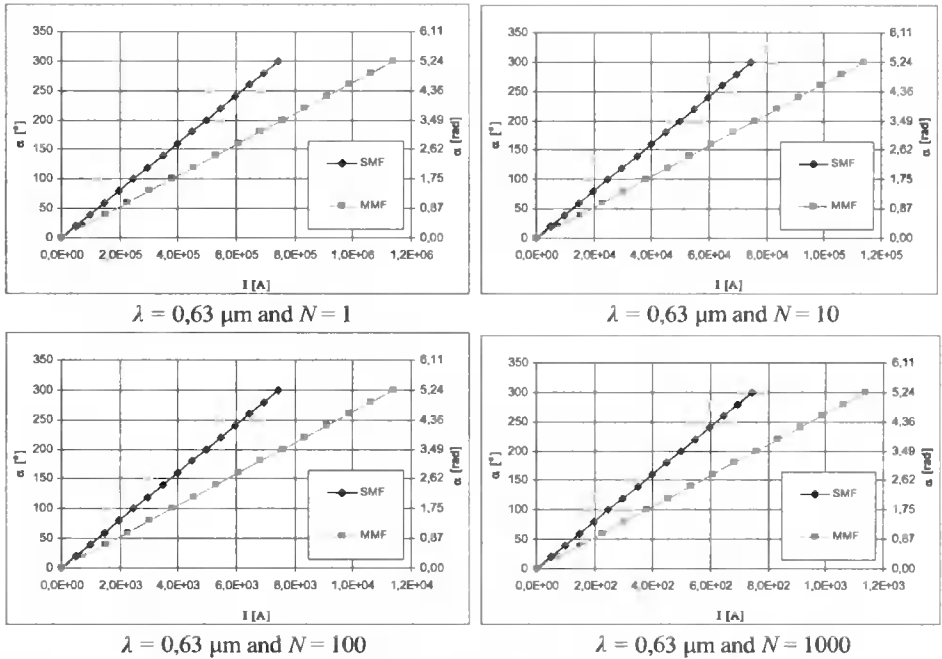 350
300
250
200
150
100
50
0
α [°]
6,11
5,24
4,36
3,49
2,62
1,75
0,87
0,00
α [rad]
SMF
MMF
0,0E+00 2,0E+05 4,0E+05 6,0E+05 8,0E+05 1,0E+06 1,2E+06
I [A]
λ = 0,63 μm and N = 1
350
300
250
200
150
100
50
0
α [°]
6,11
5,24
4,36
3,49
2,62
1,75
0,87
0,00
α [rad]
SMF
MMF
0,0E+00 2,0E+04 4,0E+04 6,0E+04 8,0E+04 1,0E+05 1,2E+05
I [A]
λ = 0,63 μm and N = 10
350
300
250
200
150
100
50
0
α [°]
6,11
5,24
4,36
3,49
2,62
1,75
0,87
0,00
α [rad]
SMF
MMF
0,0E+00 2,0E+03 4,0E+03 6,0E+03 8,0E+03 1,0E+04 1,2E+04
I [A]
λ = 0,63 μm and N = 100
350
300
250
200
150
100
50
0
α [°]
6,11
5,24
4,36
3,49
2,62
1,75
0,87
0,00
α [rad]
SMF
MMF
0,0E+00 2,0E+02 4,0E+02 6,0E+02 8,0E+02 1,0E+03 1,2E+03
I [A]
λ = 0,63 μm and N = 1000